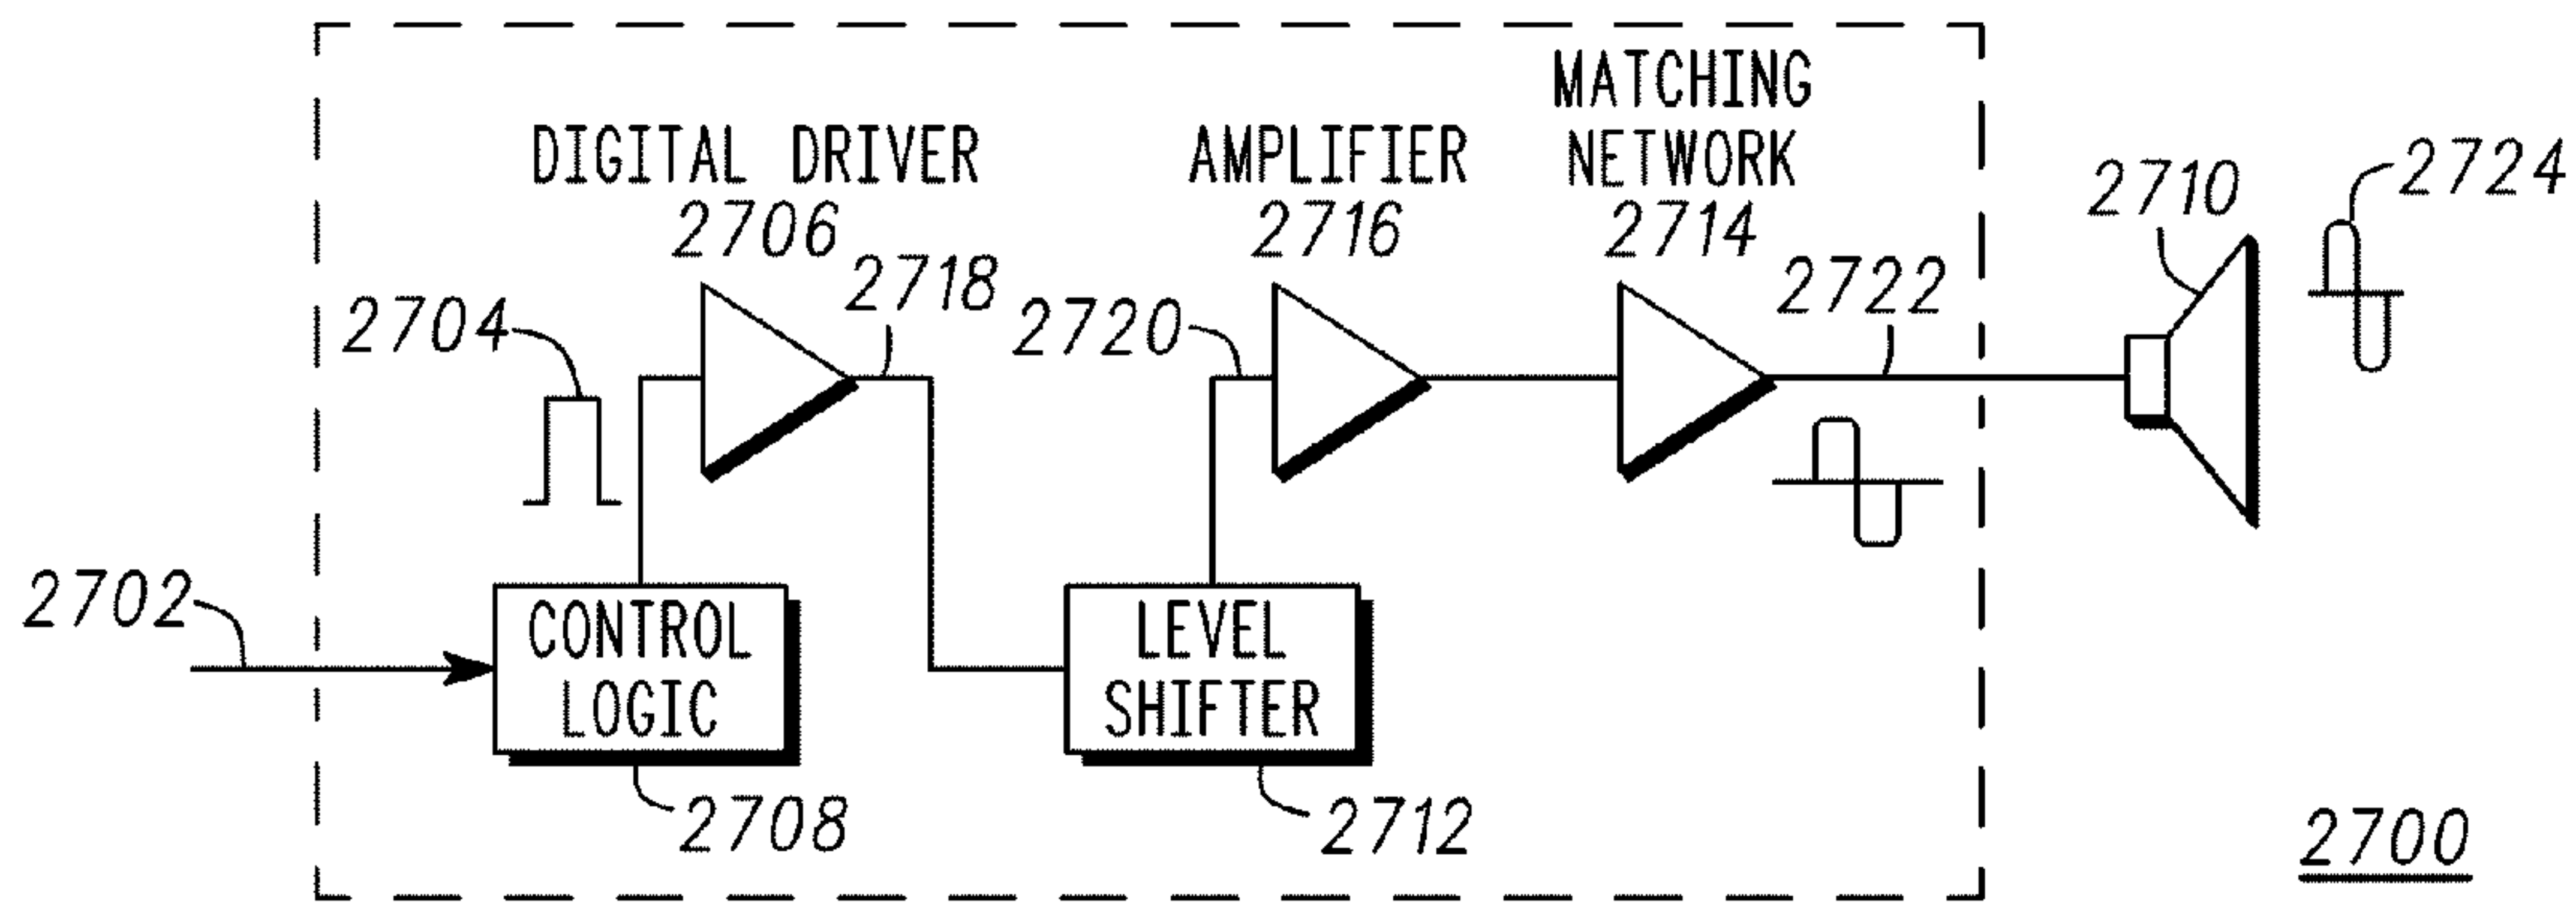 MATCHING
DIGITAL DRIVER
AMPLIFIER
NETWORK
2724
2710
2706
2716
2714
2718
2722
2704
2720
2702
CONTROL
LOGIC
LEVEL
SHIFTER
2708
2712
2700